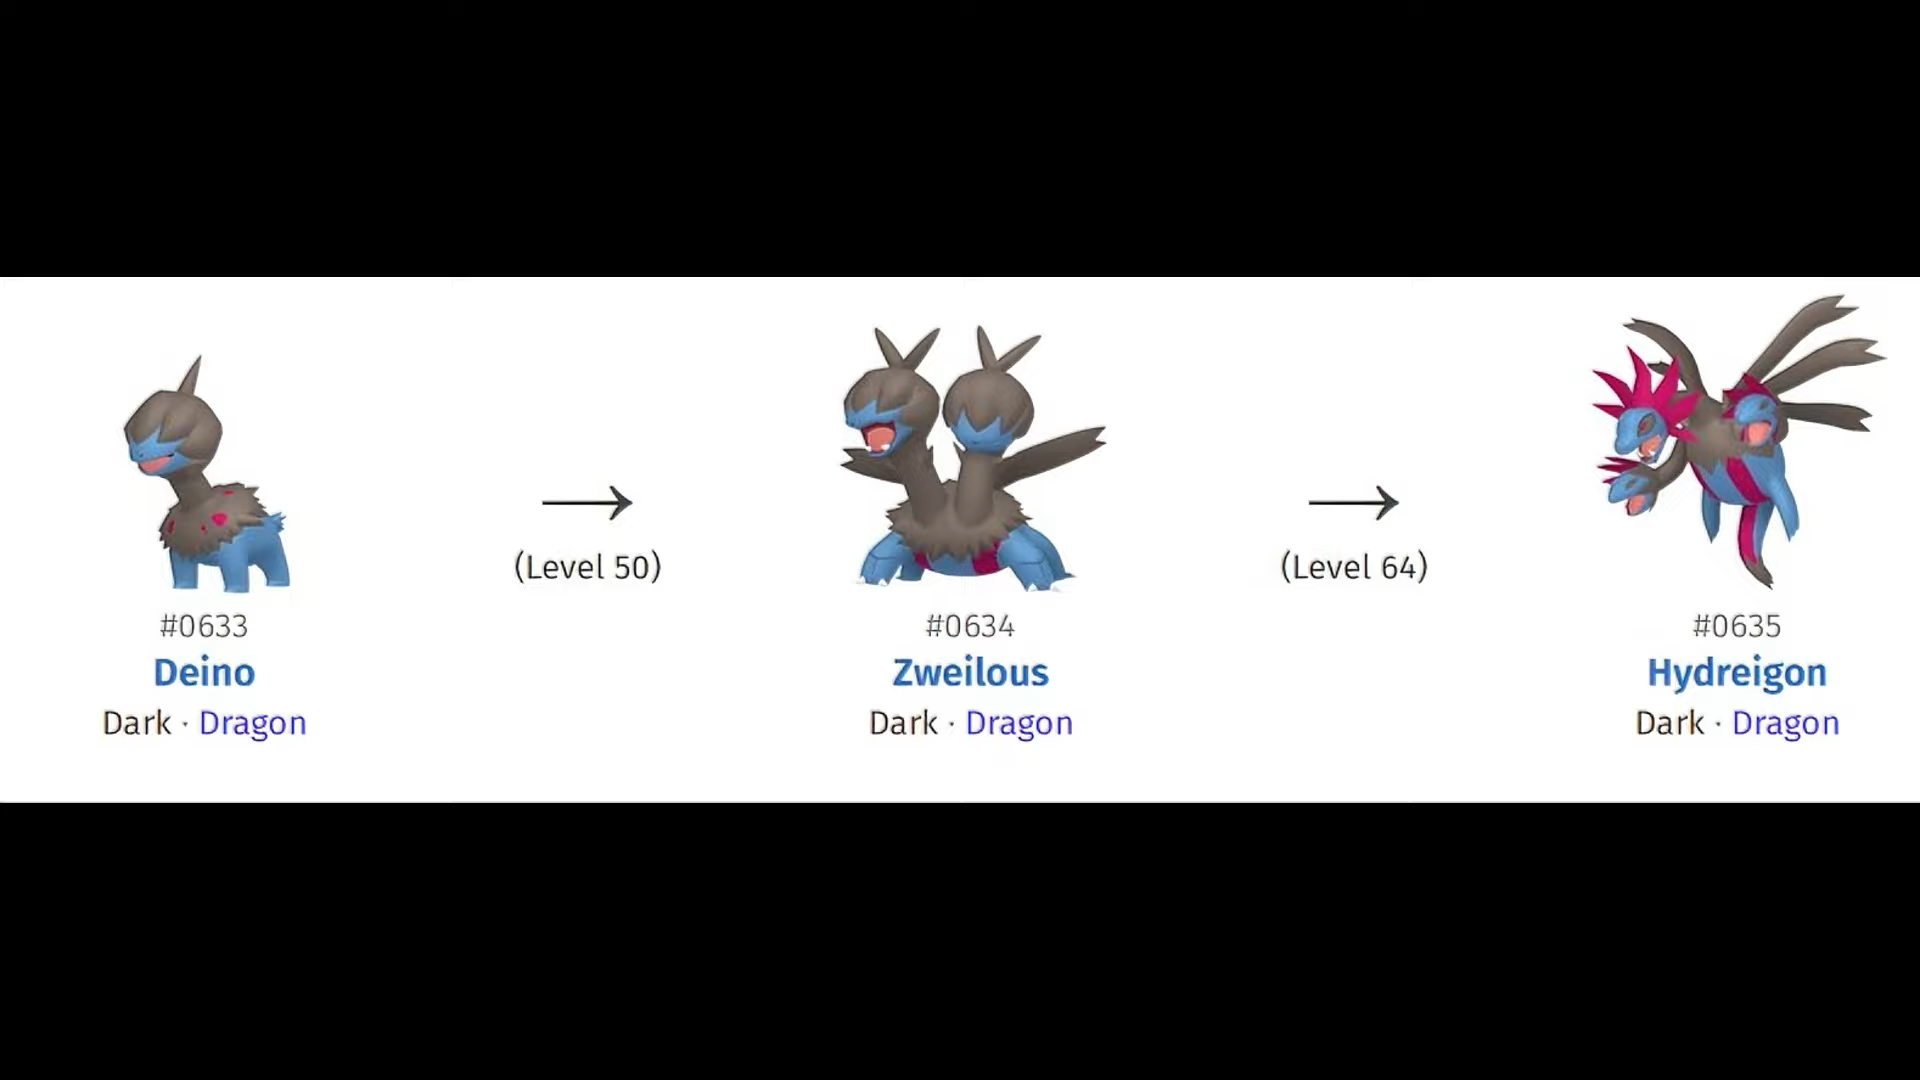 (Level 50)
(Level 64)
#0633
Deino
Dark · Dragon
#0634
Zweilous
Dark · Dragon
#0635
Hydreigon
Dark · Dragon